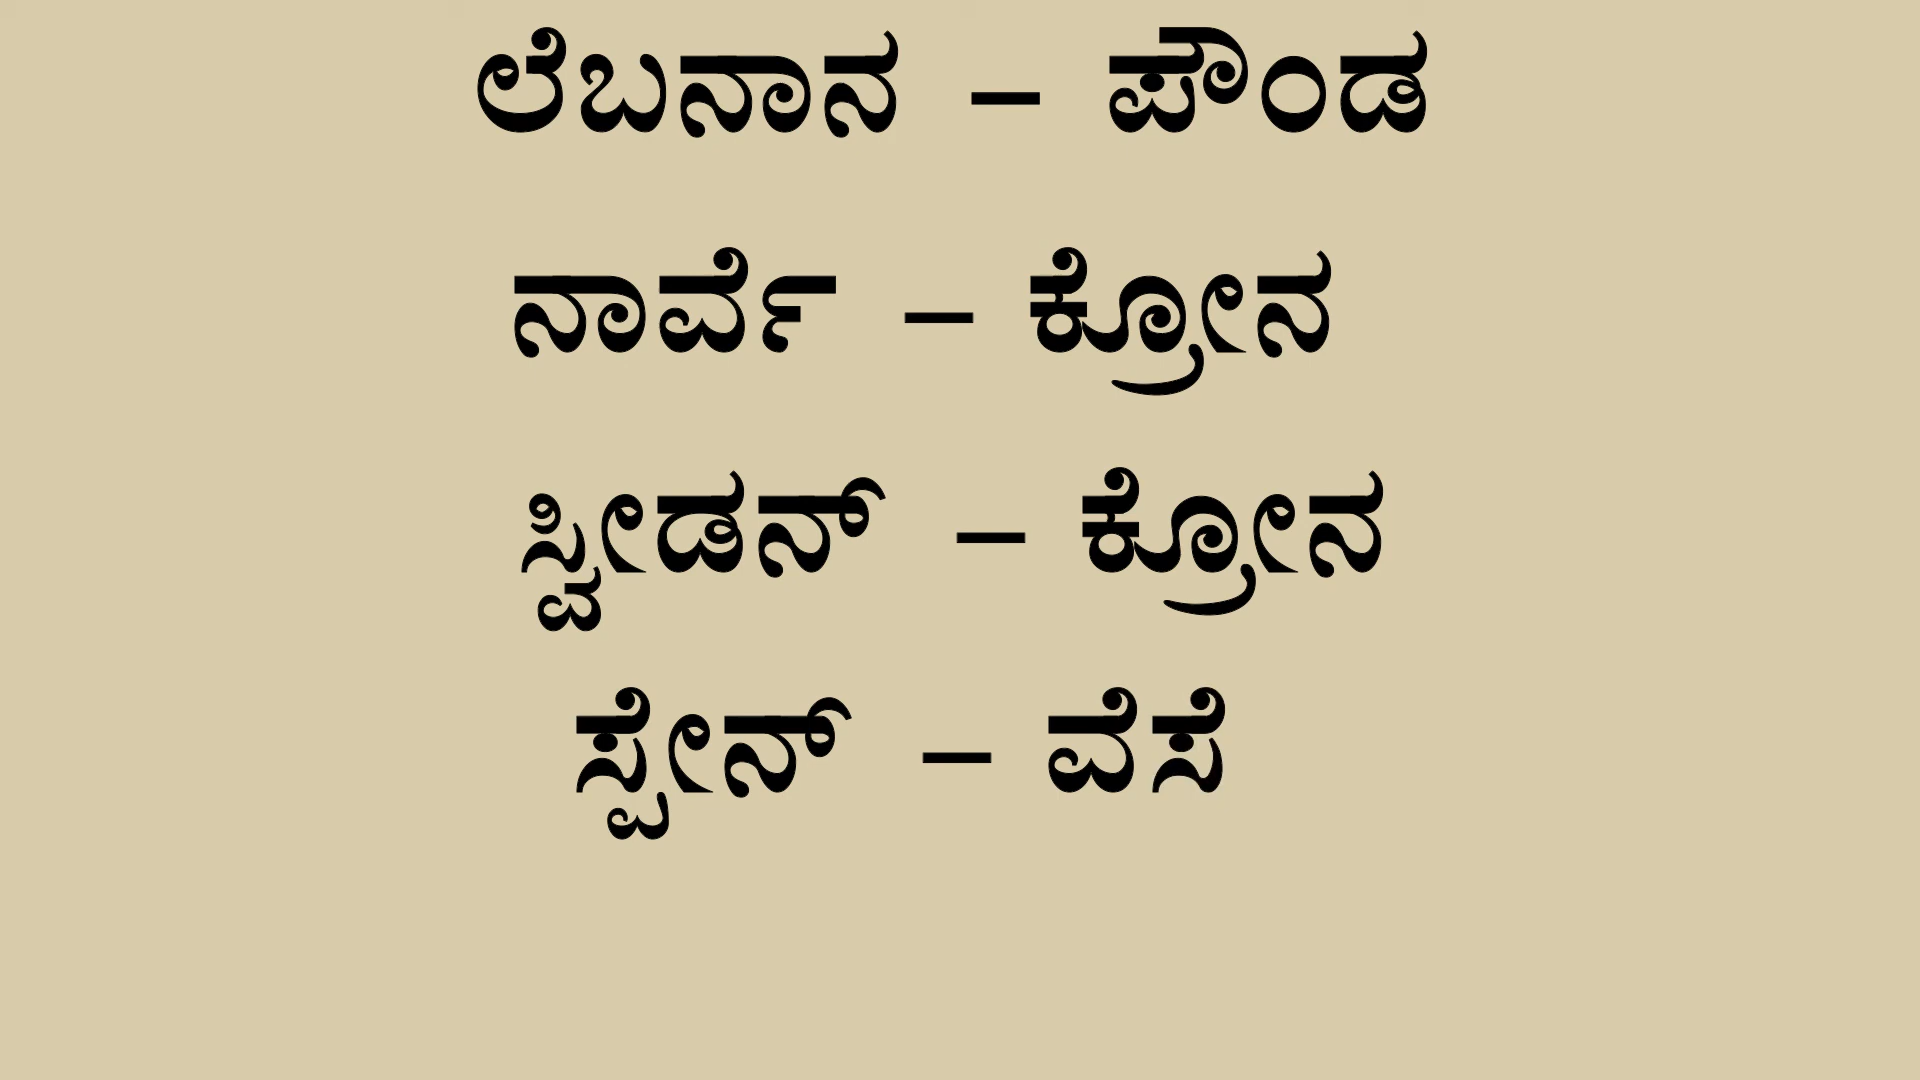 ಲೆಬನಾನ – ಪೌಂಡ
ನಾರ್ವೆ – ಕ್ರೋನ
ಸ್ವೀಡನ್ – ಕ್ರೋನ
ಸ್ಪೇನ್ – ವೆಸೆ